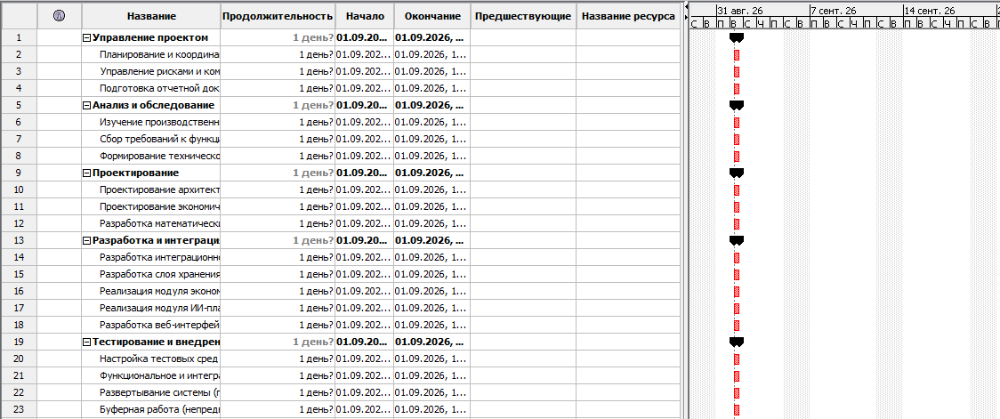 Название Продолжительность Начало Окончание Предшествующие Название ресурса 31 авг. 26 7 сент. 26 14 сент. 26
С В П В С Ч П С В П В С Ч П С В П В С Ч П С В П
1 Управление проектом 1 день? 01.09.20... 01.09.2026, ...
2 Планирование и координа 1 день? 01.09.202... 01.09.2026, 1...
3 Управление рисками и ком 1 день? 01.09.202... 01.09.2026, 1...
4 Подготовка отчетной док 1 день? 01.09.202... 01.09.2026, 1...
5 Анализ и обследование 1 день? 01.09.20... 01.09.2026, ...
6 Изучение производственн 1 день? 01.09.202... 01.09.2026, 1...
7 Сбор требований к функци 1 день? 01.09.202... 01.09.2026, 1...
8 Формирование техническо 1 день? 01.09.202... 01.09.2026, 1...
9 Проектирование 1 день? 01.09.20... 01.09.2026, ...
10 Проектирование архитект 1 день? 01.09.202... 01.09.2026, 1...
11 Проектирование экономич 1 день? 01.09.202... 01.09.2026, 1...
12 Разработка математически 1 день? 01.09.202... 01.09.2026, 1...
13 Разработка и интеграци 1 день? 01.09.20... 01.09.2026, ...
14 Разработка интеграционн 1 день? 01.09.202... 01.09.2026, 1...
15 Разработка слоя хранения 1 день? 01.09.202... 01.09.2026, 1...
16 Реализация модуля эконом 1 день? 01.09.202... 01.09.2026, 1...
17 Реализация модуля ИИ-пла 1 день? 01.09.202... 01.09.2026, 1...
18 Разработка веб-интерфей 1 день? 01.09.202... 01.09.2026, 1...
19 Тестирование и внедрен 1 день? 01.09.20... 01.09.2026, ...
20 Настройка тестовых сред 1 день? 01.09.202... 01.09.2026, 1...
21 Функциональное и интегра 1 день? 01.09.202... 01.09.2026, 1...
22 Развертывание системы (п 1 день? 01.09.202... 01.09.2026, 1...
23 Буферная работа (непред 1 день? 01.09.202... 01.09.2026, 1...